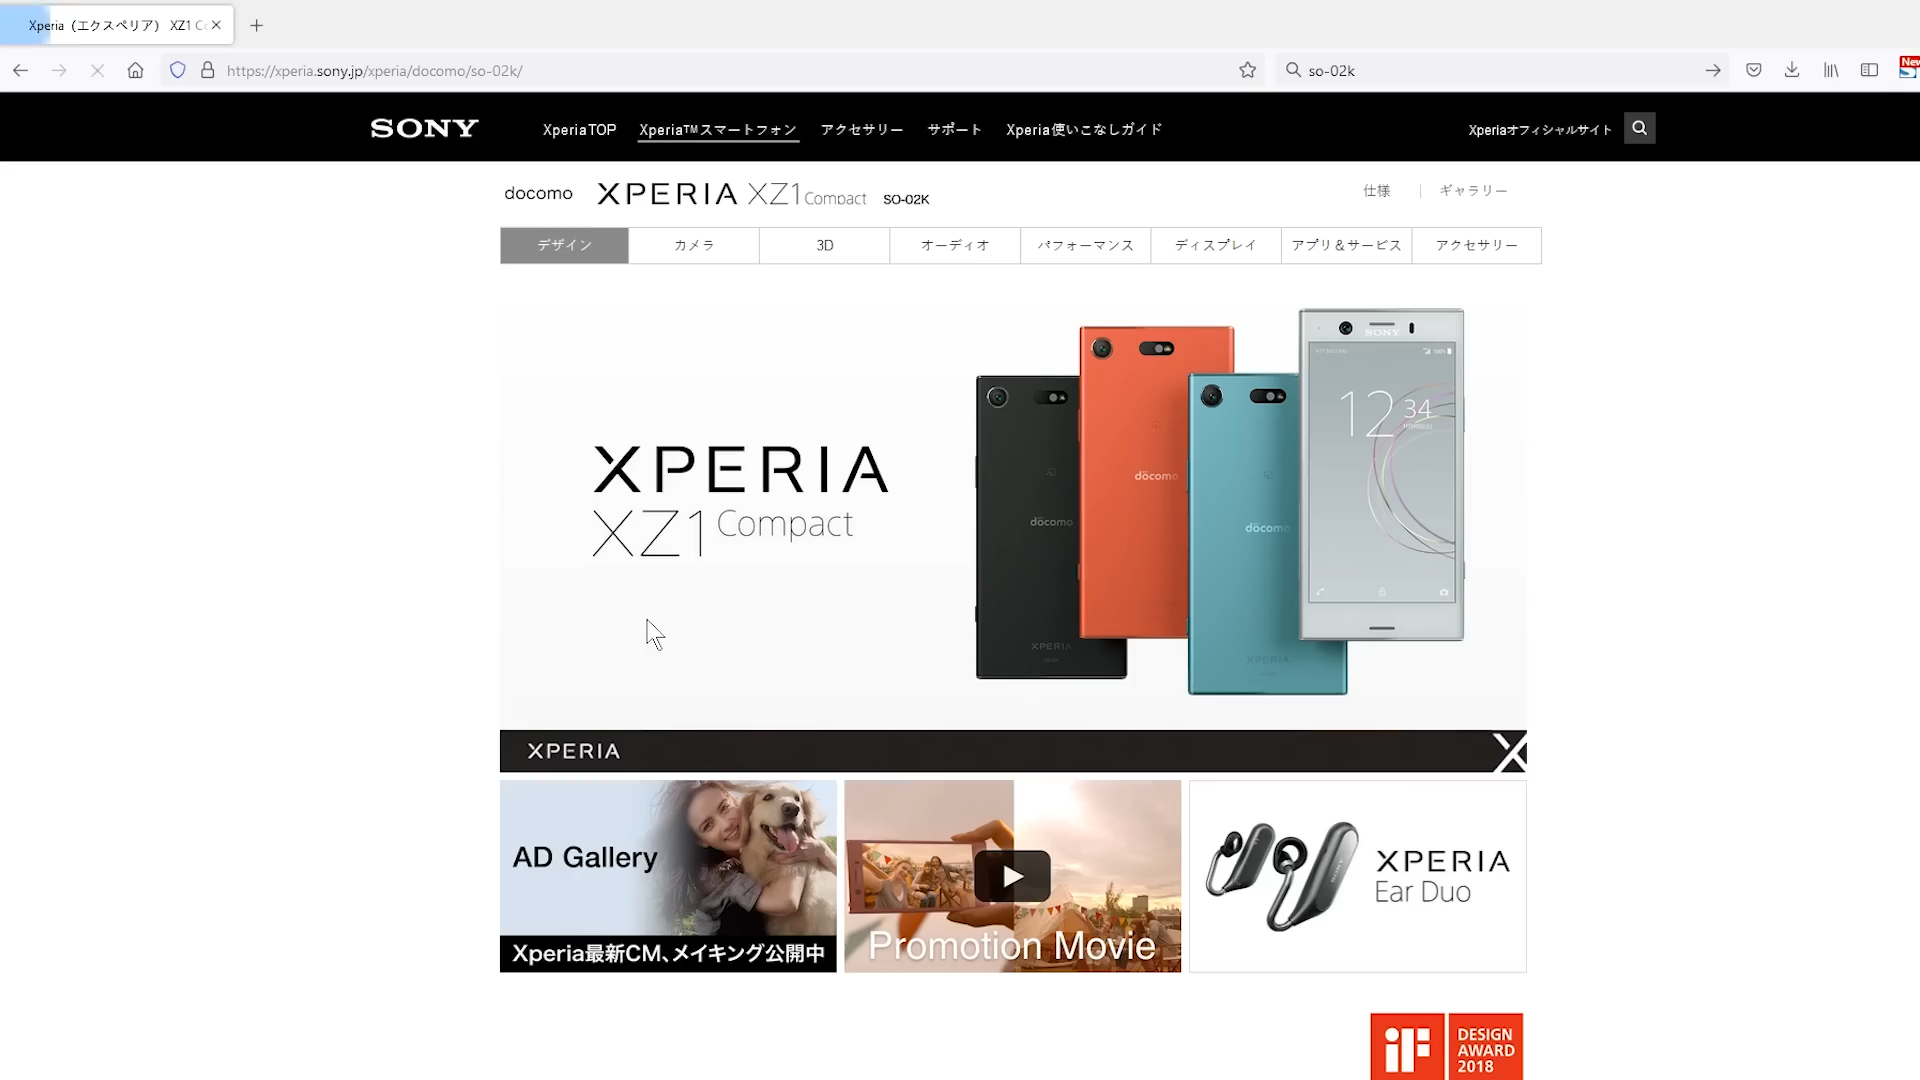 Xperia（エクスペリア） XZ1 C
https://xperia.sony.jp/xperia/docomo/so-02k/
so-02k
New
SONY
XperiaTOP
Xperia™スマートフォン
アクセサリー
サポート
Xperia使いこなしガイド
Xperiaオフィシャルサイト
docomo
XPERIA XZ1 Compact SO-02K
仕様
ギャラリー
デザイン
カメラ
3D
オーディオ
パフォーマンス
ディスプレイ
アプリ＆サービス
アクセサリー
XPERIA
XZ1 Compact
docomo
XPERIA
docomo
docomo
XPERIA
SONY
12 34
XPERIA
AD Gallery
Xperia最新CM、メイキング公開中
Promotion Movie
XPERIA
Ear Duo
iF
DESIGN
AWARD
2018